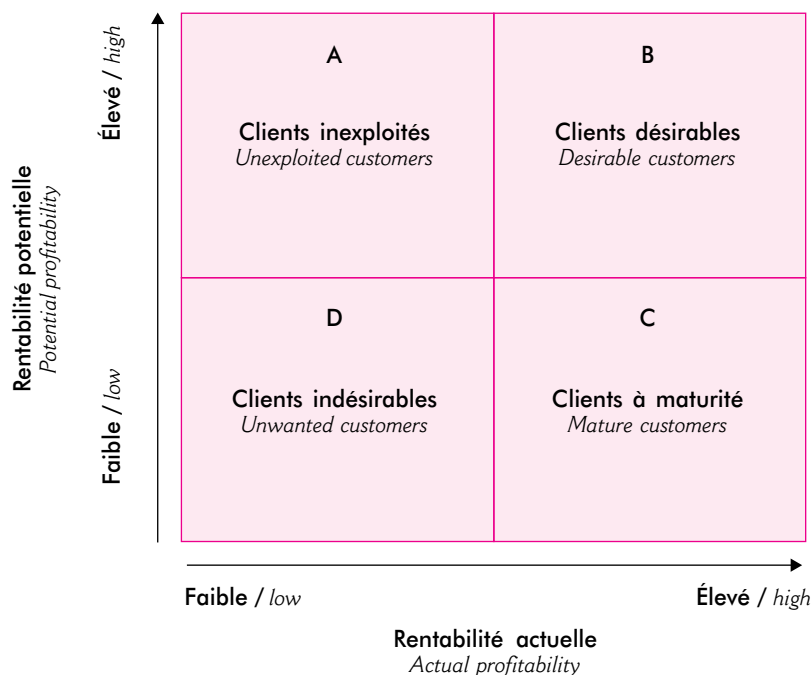 Rentabilité potentielle
Potential profitability
Élevé / high
Faible / low
A
Clients inexploités
Unexploited customers
B
Clients désirables
Desirable customers
D
Clients indésirables
Unwanted customers
C
Clients à maturité
Mature customers
Faible / low
Élevé / high
Rentabilité actuelle
Actual profitability